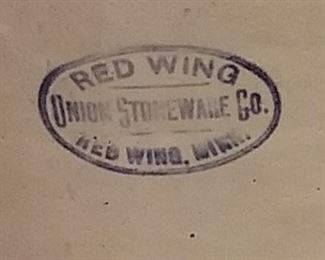 RED WING
UNION STONEWARE CO.
RED WING, MINN.